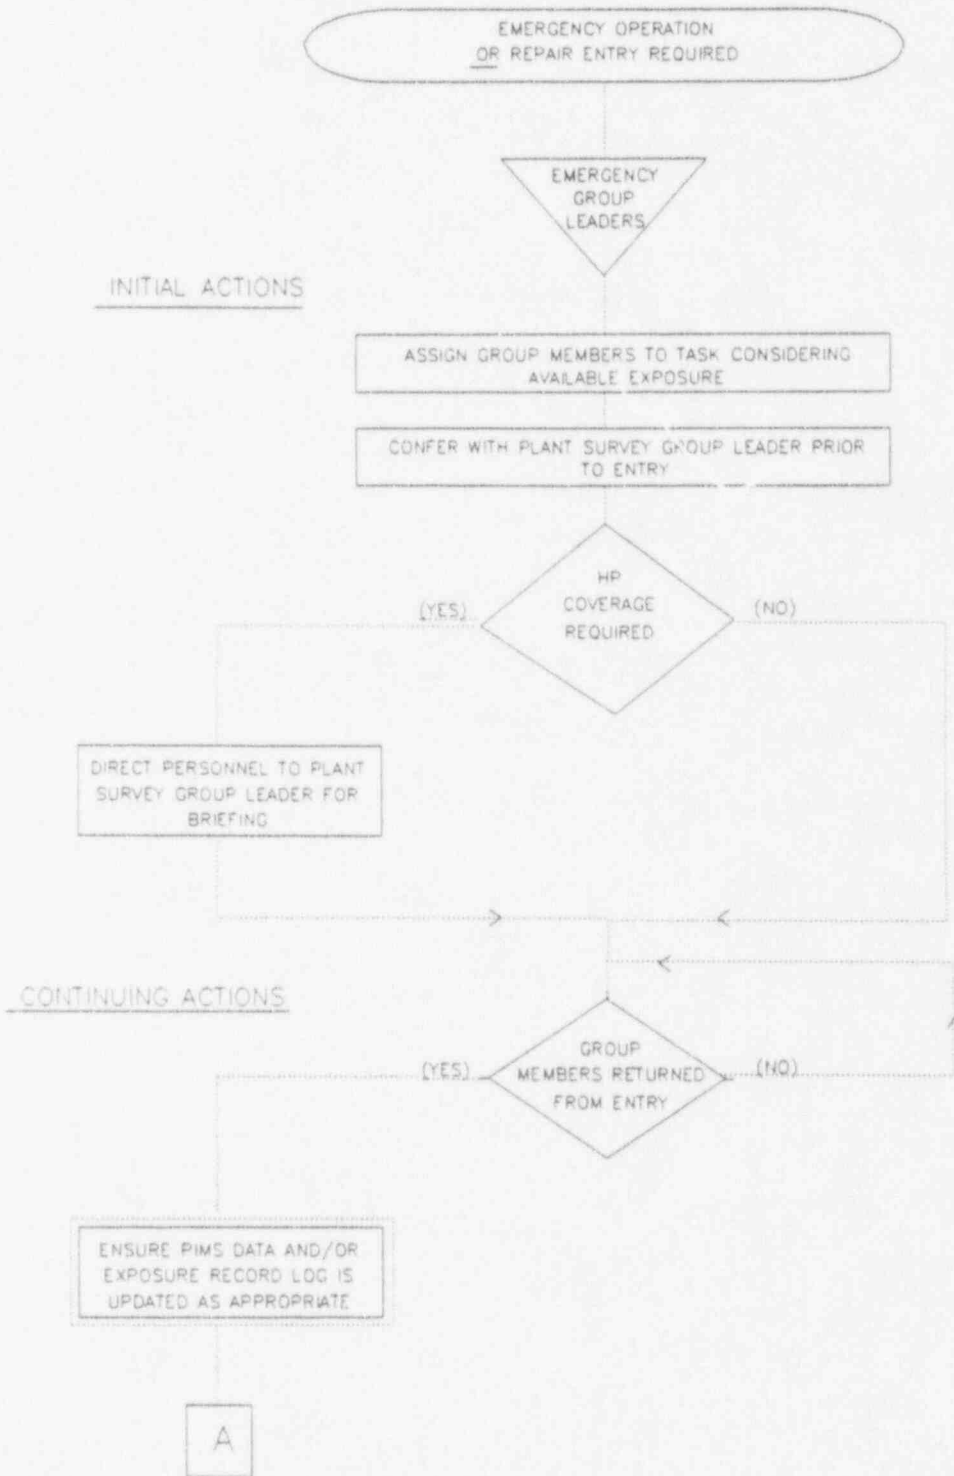 EMERGENCY OPERATION
OR REPAIR ENTRY REQUIRED
EMERGENCY
GROUP
LEADERS
INITIAL ACTIONS
ASSIGN GROUP MEMBERS TO TASK CONSIDERING
AVAILABLE EXPOSURE
CONFER WITH PLANT SURVEY GROUP LEADER PRIOR
TO ENTRY
HP
COVERAGE
REQUIRED
(YES)
(NO)
DIRECT PERSONNEL TO PLANT
SURVEY GROUP LEADER FOR
BRIEFING
CONTINUING ACTIONS
GROUP
MEMBERS RETURNED
FROM ENTRY
(YES)
(NO)
ENSURE PIMS DATA AND/OR
EXPOSURE RECORD LOG IS
UPDATED AS APPROPRIATE
A